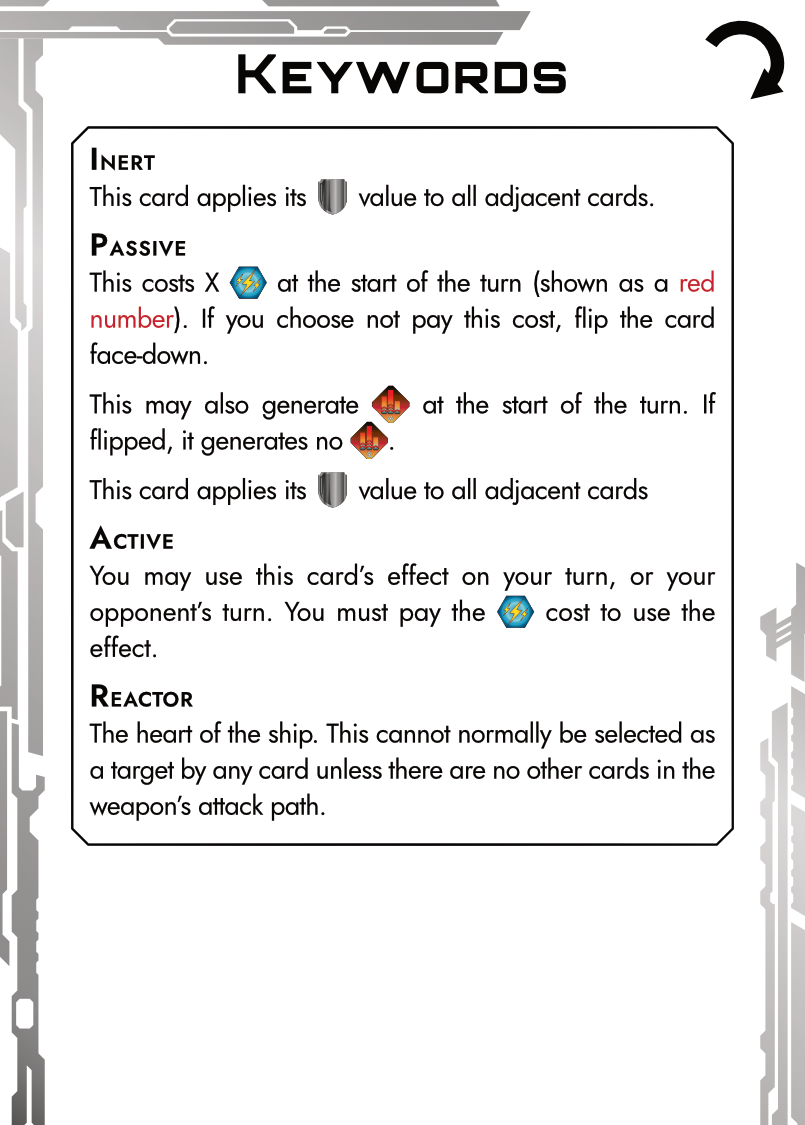 KEYWORDS
INERT
This card applies its value to all adjacent cards.
PASSIVE
This costs X at the start of the turn (shown as a red
number). If you choose not pay this cost, flip the card
face-down.
This may also generate at the start of the turn. If
flipped, it generates no .
This card applies its value to all adjacent cards
ACTIVE
You may use this card's effect on your turn, or your
opponent's turn. You must pay the cost to use the
effect.
REACTOR
The heart of the ship. This cannot normally be selected as
a target by any card unless there are no other cards in the
weapon's attack path.